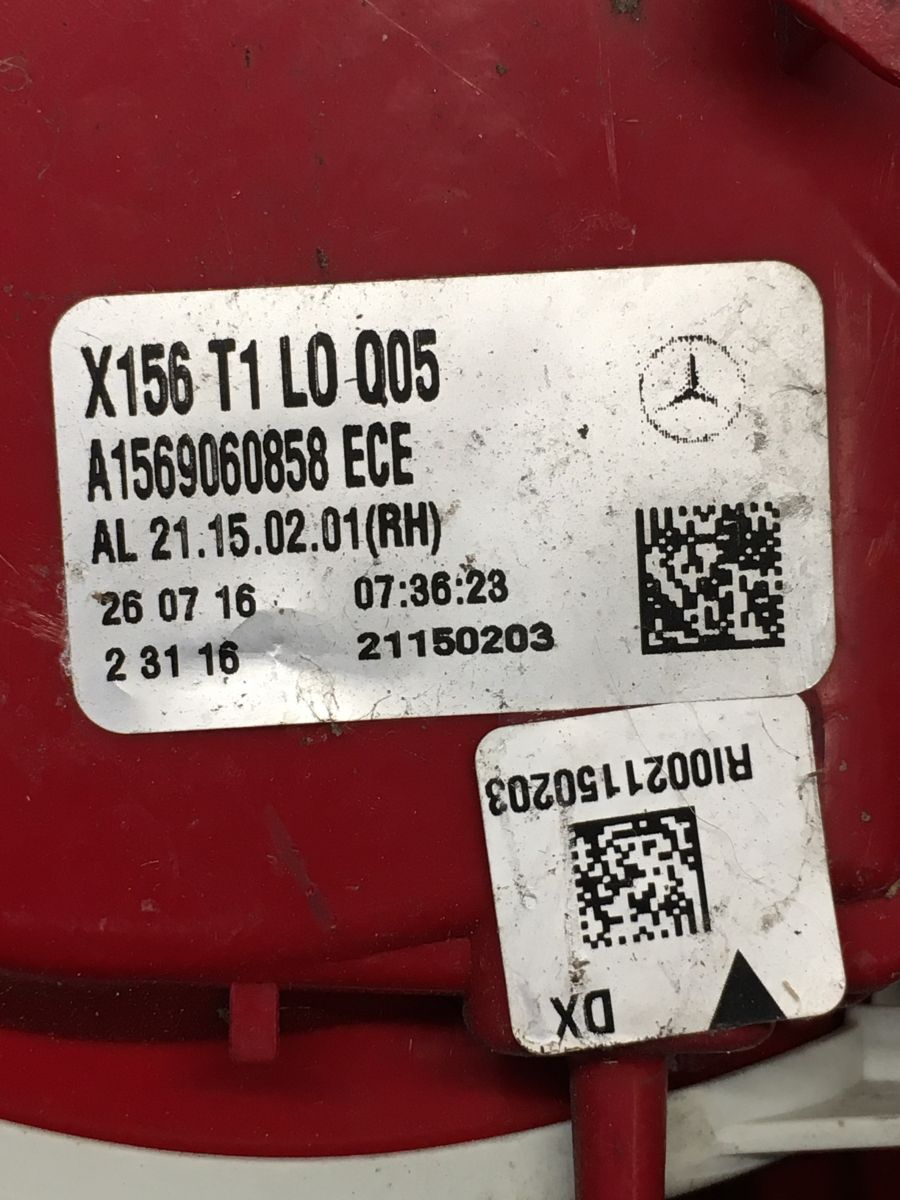 X156 T1 LO Q05
A1569060858 ECE
AL 21.15.02.01(RH)
26 07 16 07:36:23
2 31 16 21150203
RI0021150203
DX